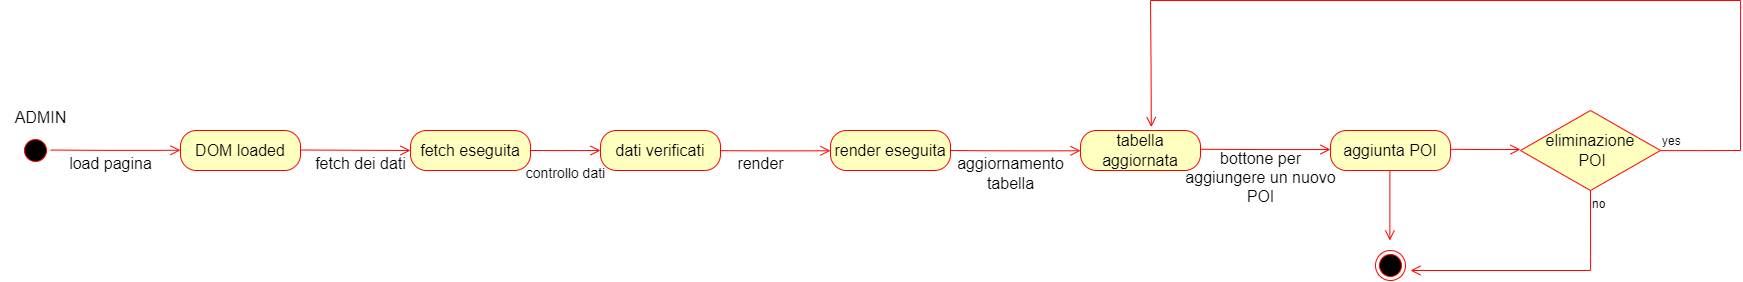 ADMIN
load pagina
DOM loaded
fetch dei dati
fetch eseguita
controllo dati
dati verificati
render
render eseguita
aggiornamento
tabella
tabella
aggiornata
bottone per
aggiungere un nuovo
POI
aggiunta POI
eliminazione
POI
yes
no